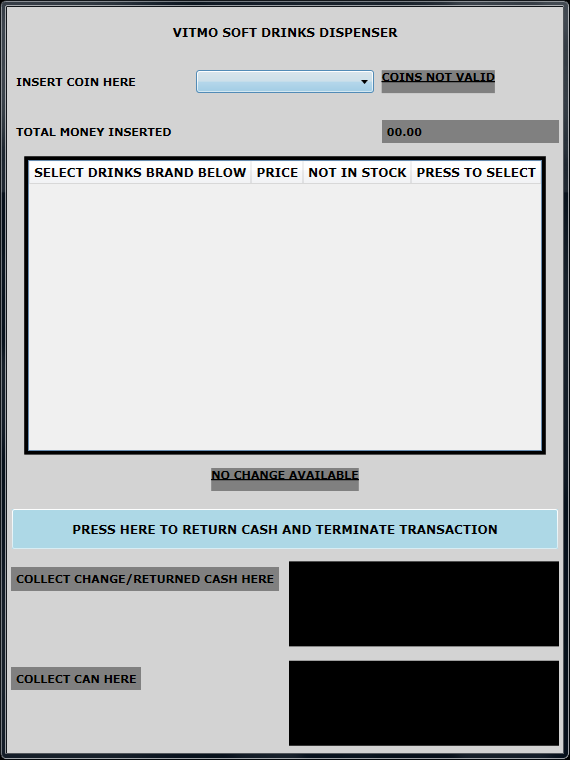 VITMO SOFT DRINKS DISPENSER
INSERT COIN HERE
COINS NOT VALID
TOTAL MONEY INSERTED
00.00
SELECT DRINKS BRAND BELOW PRICE NOT IN STOCK PRESS TO SELECT
NO CHANGE AVAILABLE
PRESS HERE TO RETURN CASH AND TERMINATE TRANSACTION
COLLECT CHANGE/RETURNED CASH HERE
COLLECT CAN HERE